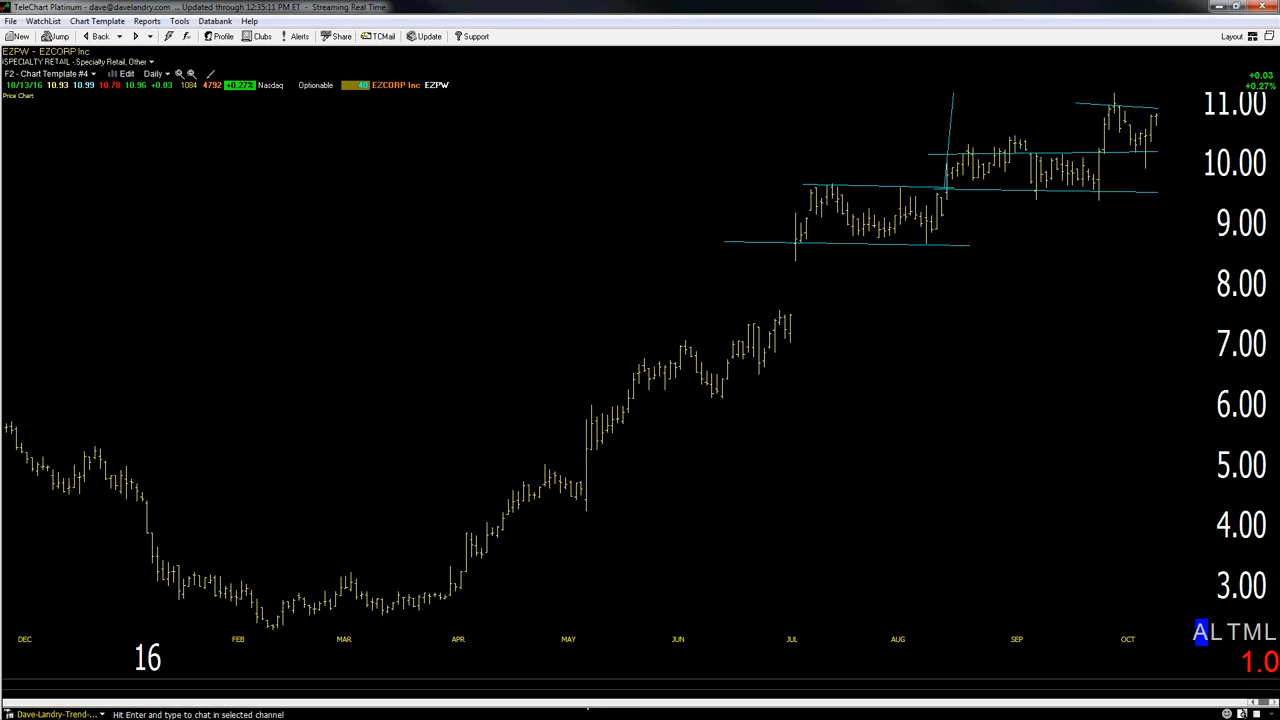 TeleChart Platinum - dave@davelandry.com ... Updated through 12:35:11 PM ET - Streaming Real Time
File WatchList Chart Template Reports Tools Databank Help
New Jump Back Profile Clubs Alerts Share TCMail Update Support Layout
EZPW - EZCORP Inc
SPECIALTY RETAIL - Specialty Retail, Other
F2 - Chart Template #4 Edit Daily
10/13/16 10.93 10.99 10.78 10.96 +0.03 1084 4792 +0.27% Nasdaq Optionable 40 EZCORP Inc EZPW
+0.03
+0.27%
Price Chart
11.00
10.00
9.00
8.00
7.00
6.00
5.00
4.00
3.00
DEC FEB MAR APR MAY JUN JUL AUG SEP OCT
16
ALTML
1.0
Dave-Landry-Trend-... Hit Enter and type to chat in selected channel